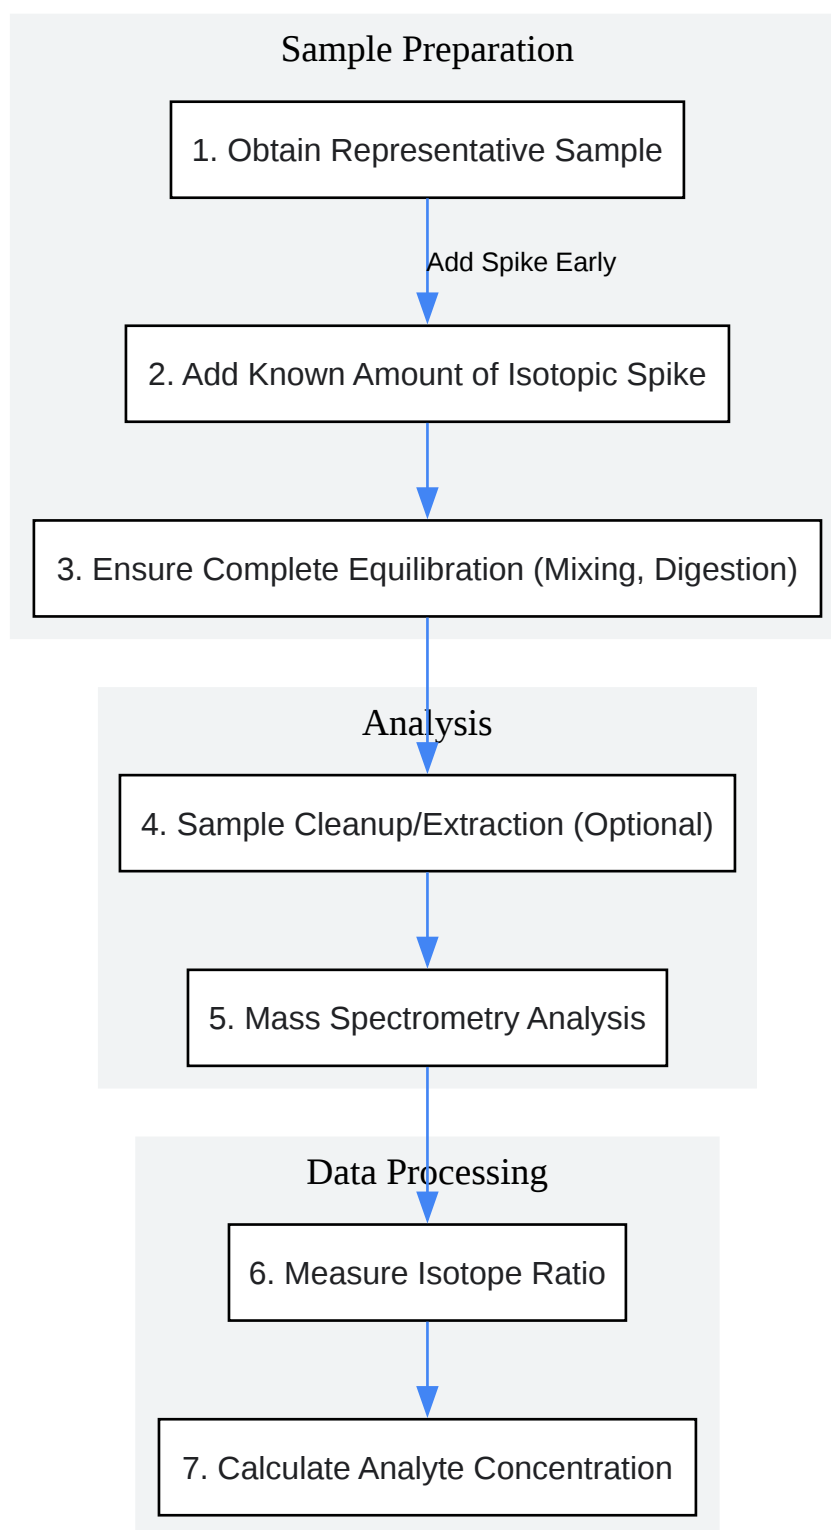 Sample Preparation
1. Obtain Representative Sample
Add Spike Early
2. Add Known Amount of Isotopic Spike
3. Ensure Complete Equilibration (Mixing, Digestion)
Analysis
4. Sample Cleanup/Extraction (Optional)
5. Mass Spectrometry Analysis
Data Processing
6. Measure Isotope Ratio
7. Calculate Analyte Concentration